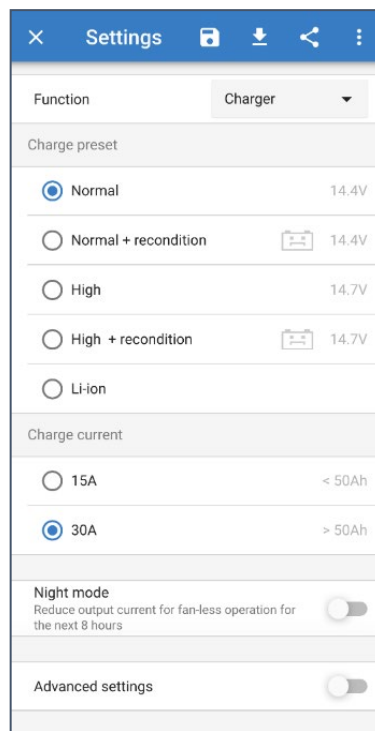 Settings
Function Charger
Charge preset
Normal 14.4V
Normal + recondition 14.4V
High 14.7V
High + recondition 14.7V
Li-ion
Charge current
15A < 50Ah
30A > 50Ah
Night mode
Reduce output current for fan-less operation for
the next 8 hours
Advanced settings